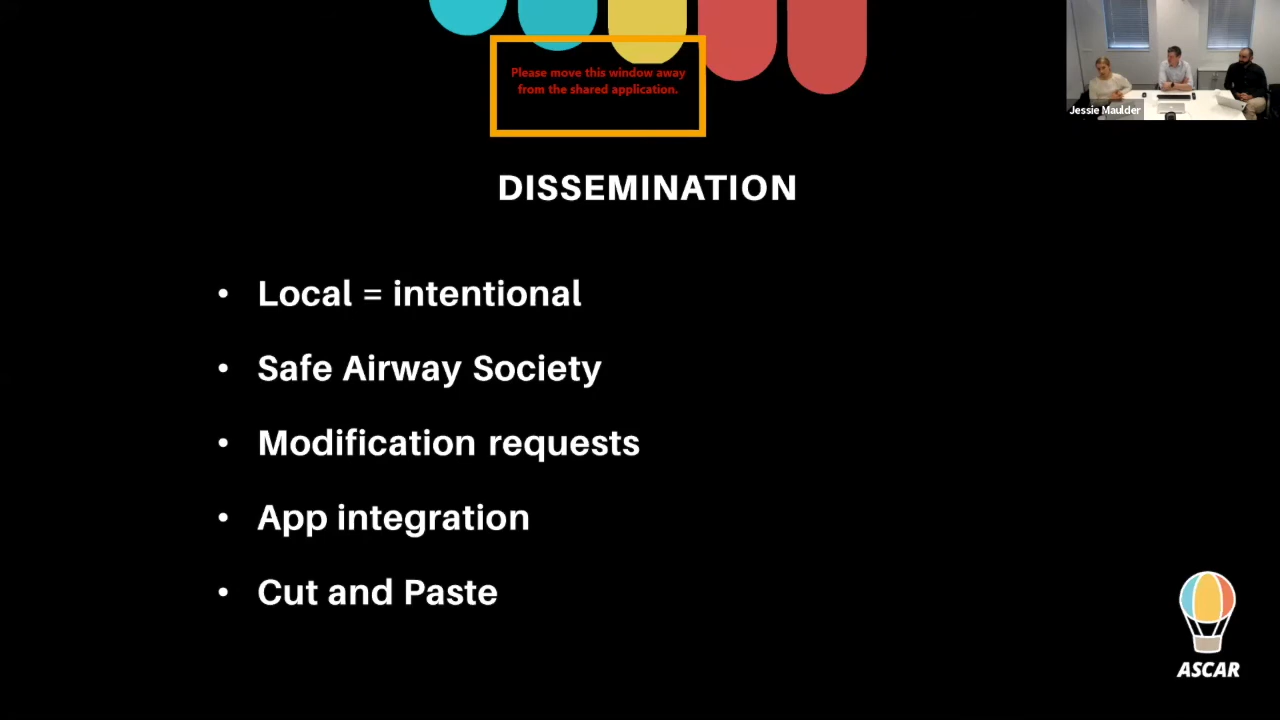 Please move this window away
from the shared application.
Jessie Maulder
DISSEMINATION
• Local = intentional
• Safe Airway Society
• Modification requests
• App integration
• Cut and Paste
ASCAR